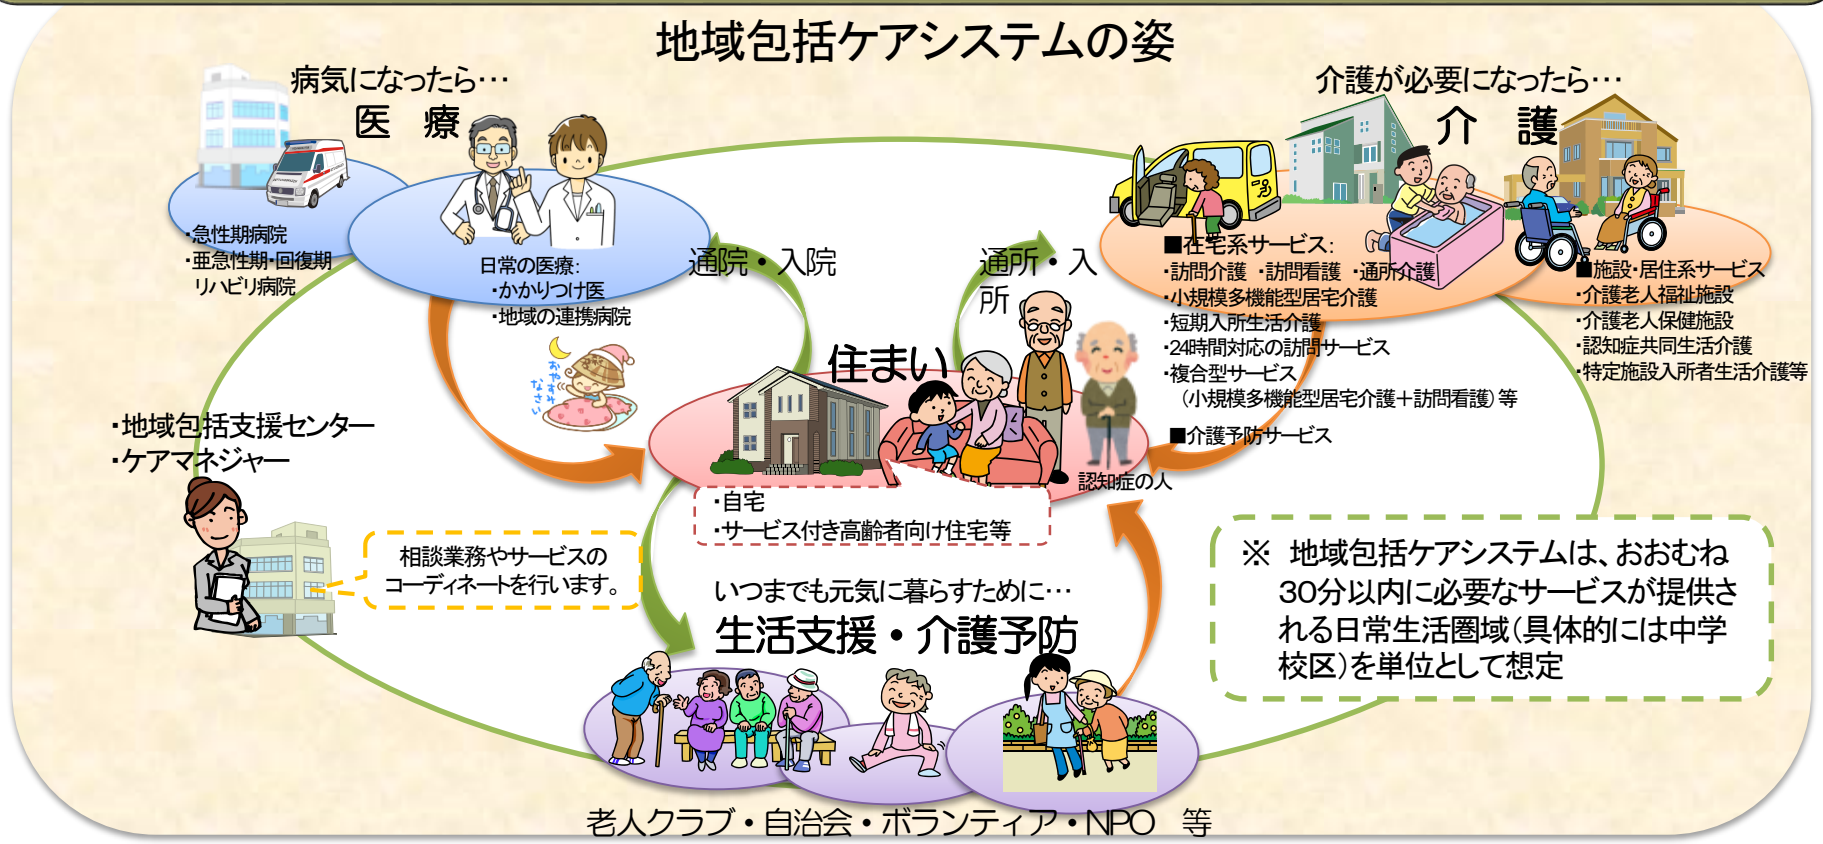 地域包括ケアシステムの姿
病気になったら…
医 療
・急性期病院
・亜急性期・回復期
リハビリ病院
日常の医療：
・かかりつけ医
・地域の連携病院
通院・入院
通所・入
所
介護が必要になったら…
介 護
■在宅系サービス：
・訪問介護 ・訪問看護 ・通所介護
・小規模多機能型居宅介護
・短期入所生活介護
・24時間対応の訪問サービス
・複合型サービス
（小規模多機能型居宅介護＋訪問看護）等
■介護予防サービス
■施設・居住系サービス
・介護老人福祉施設
・介護老人保健施設
・認知症共同生活介護
・特定施設入所者生活介護等
住まい
おやすみ
なさい
認知症の人
・自宅
・サービス付き高齢者向け住宅等
・地域包括支援センター
・ケアマネジャー
相談業務やサービスの
コーディネートを行います。
いつまでも元気に暮らすために…
生活支援・介護予防
老人クラブ・自治会・ボランティア・NPO 等
※ 地域包括ケアシステムは、おおむね
30分以内に必要なサービスが提供さ
れる日常生活圏域（具体的には中学
校区）を単位として想定